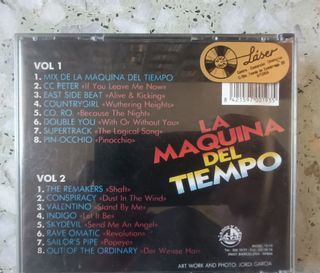 VOL 1
1. MIX DE LA MÁQUINA DEL TIEMPO
2. CC PETER «If You Leave Me Now»
3. EAST SIDE BEAT «Alive & Kicking»
4. COUNTRYGIRL «Wuthering Heights»
5. CO. RO. «Because The Night»
6. DOUBLE YOU «With Or Without You»
7. SUPERTRACK «The Logical Song»
8. PIN-OCCHIO «Pinocchio»
VOL 2
1. THE REMAKERS «Shaft»
2. CONSPIRACY «Dust In The Wind»
3. VALENTINO «Stand By Me»
4. INDIGO «Let It Be»
5. SKYDEVIL «Send Me An Angel»
6. RAVE OMATIC «Revolution»
7. SAILOR'S PIPE «Popeye»
8. OUT OF THE ORDINARY «Der Weisse Hai»
Láser
8 421597 007935
LA
MAQUINA
DEL
TIEMPO
ART WORK AND PHOTO: JORDI GARCIA